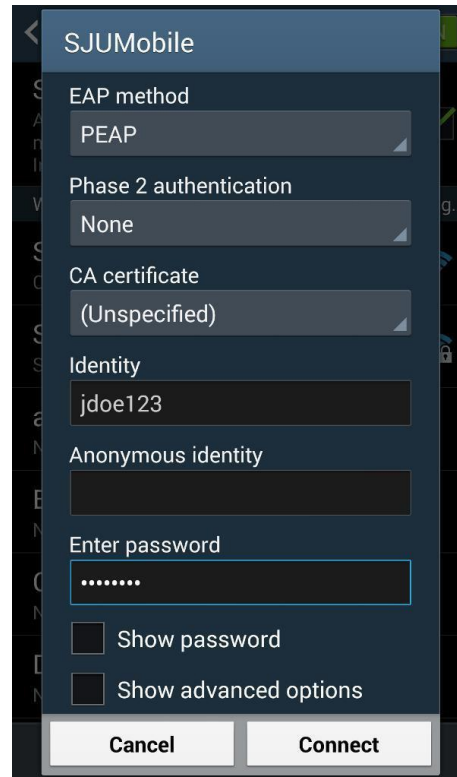 SJUMobile
EAP method
PEAP
Phase 2 authentication
None
CA certificate
(Unspecified)
Identity
jdoe123
Anonymous identity
Enter password
••••••••
Show password
Show advanced options
Cancel
Connect